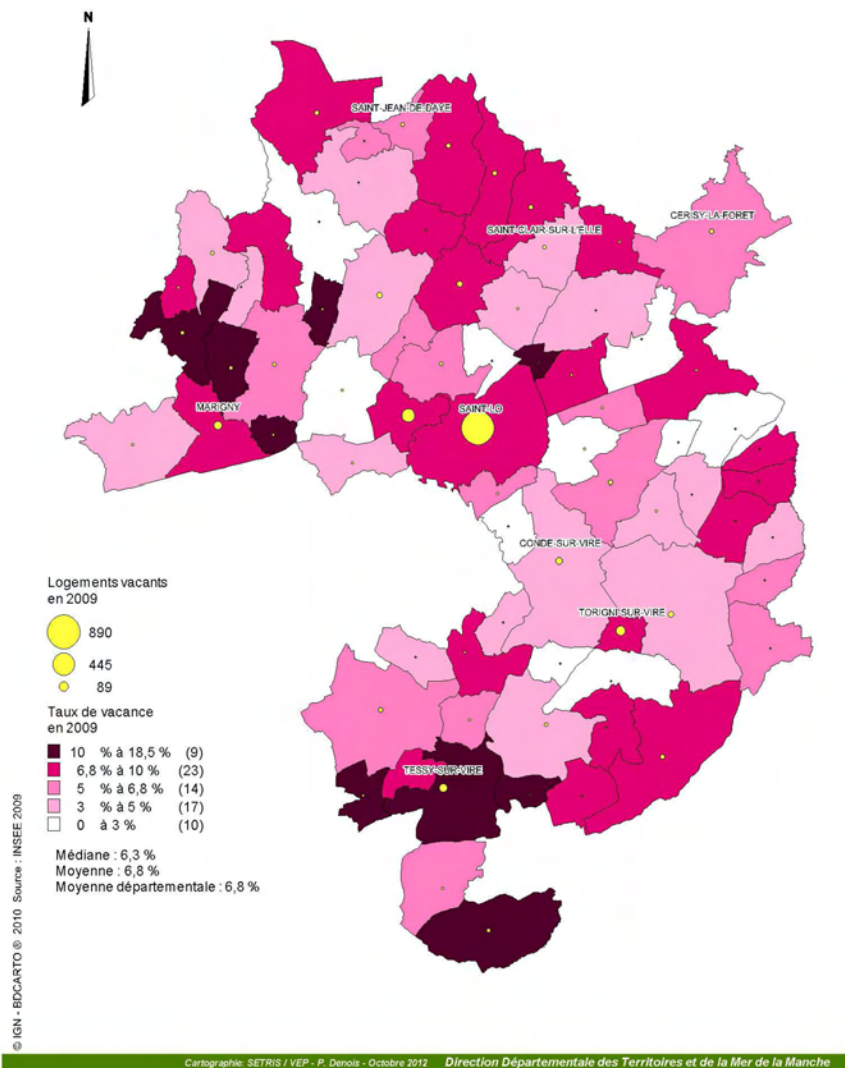 N
SAINT-JEAN-DE-DAYE
CERISY-LA-FORET
SAINT-CLAIR-SUR-L'ELLE
MARIGNY
SAINT-LO
CONDE-SUR-VIRE
TORIGNI-SUR-VIRE
TESSY-SUR-VIRE
Logements vacants
en 2009
890
445
89
Taux de vacance
en 2009
10 % à 18,5 % (9)
6,8 % à 10 % (23)
5 % à 6,8 % (14)
3 % à 5 % (17)
0 à 3 % (10)
Médiane : 6,3 %
Moyenne : 6,8 %
Moyenne départementale : 6,8 %
© IGN - BDCARTO ® 2010 Source : INSEE 2009
Cartographie: SETRIS / VEP - P. Denois - Octobre 2012 Direction Départementale des Territoires et de la Mer de la Manche